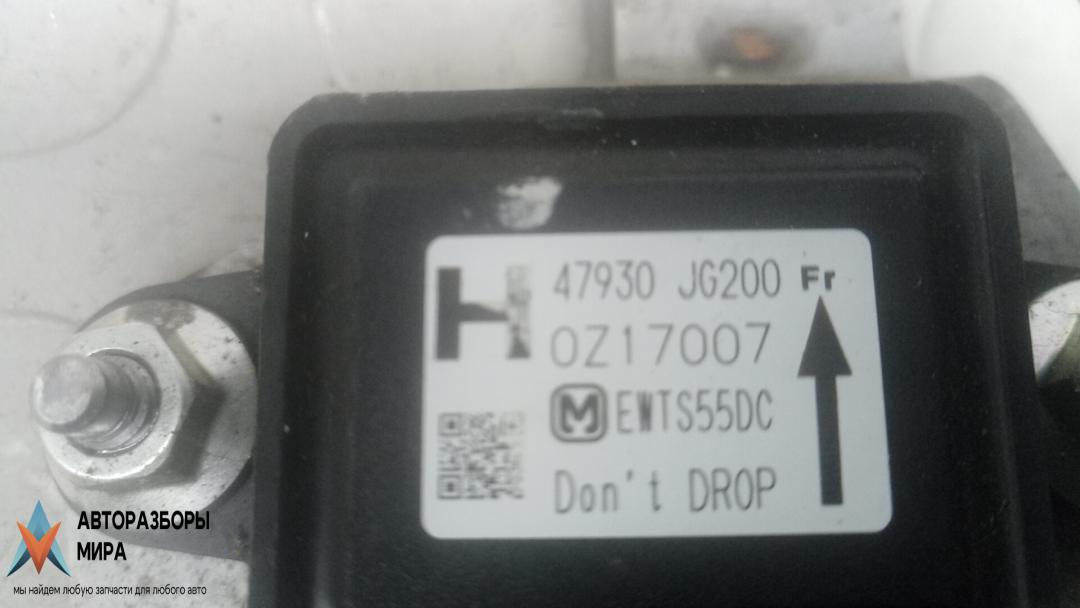 H
47930 JG200 Fr
0Z17007
M EWTS55DC
Don't DROP
АВТОРАЗБОРЫ
МИРА
мы найдем любую запчасти для любого авто